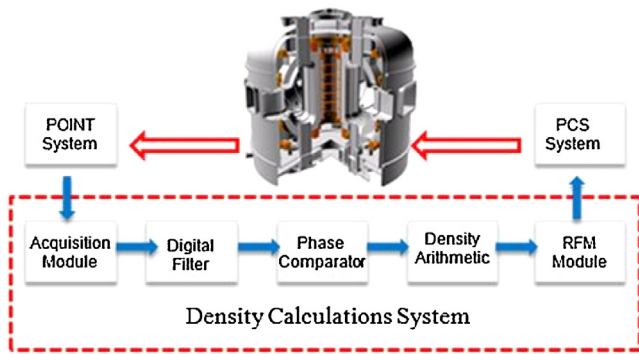 POINT
System
PCS
System
Acquisition
Module
Digital
Filter
Phase
Comparator
Density
Arithmetic
RFM
Module
Density Calculations System